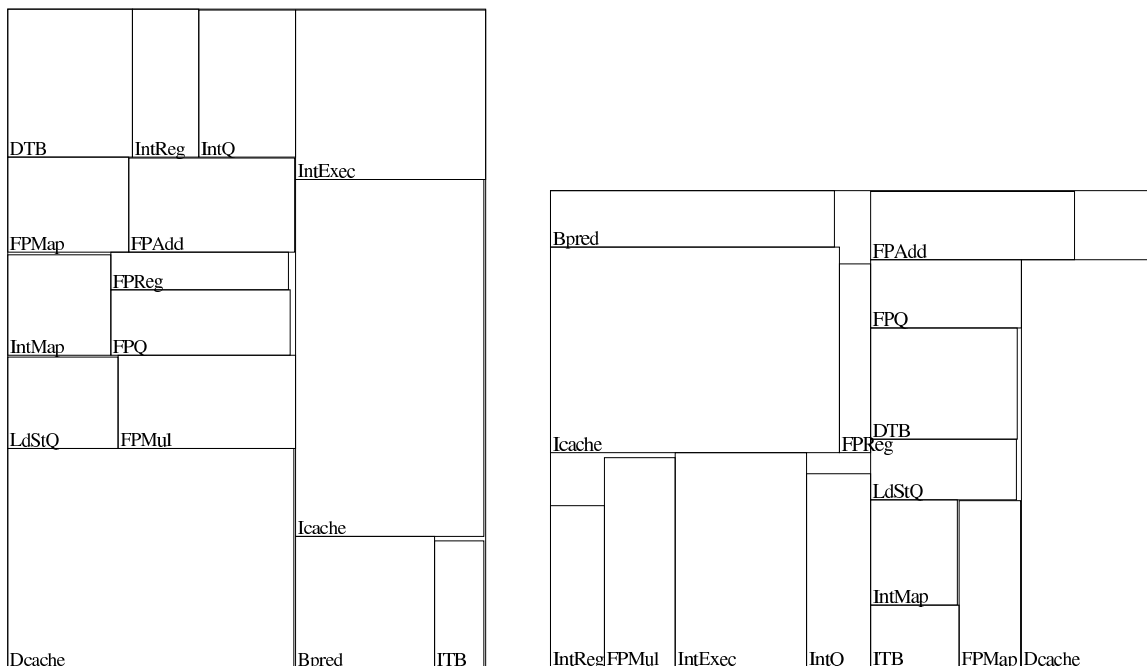 DTB IntReg IntQ
IntExec
FPMap FPAdd
FPReg
IntMap FPQ
LdStQ FPMul
Icache
Dcache Bpred ITB
Bpred
FPAdd
FPQ
DTB
Icache FPReg
LdStQ
IntMap
IntReg FPMul IntExec IntQ ITB FPMap Dcache